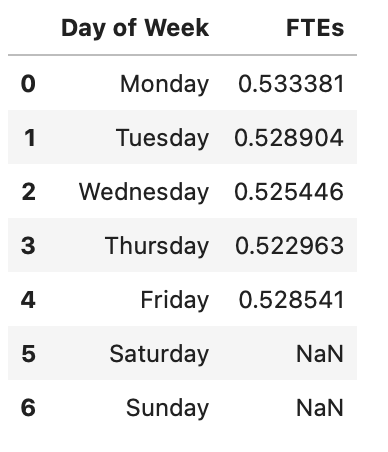 Day of Week FTEs
0 Monday 0.533381
1 Tuesday 0.528904
2 Wednesday 0.525446
3 Thursday 0.522963
4 Friday 0.528541
5 Saturday NaN
6 Sunday NaN